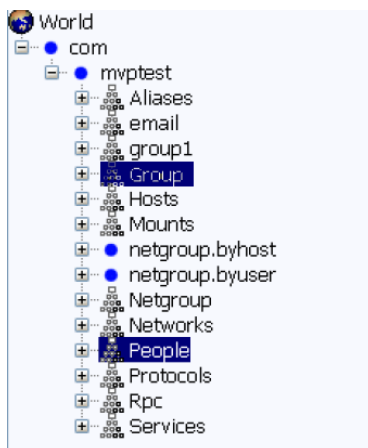 World
com
mvptest
Aliases
email
group1
Group
Hosts
Mounts
netgroup.byhost
netgroup.byuser
Netgroup
Networks
People
Protocols
Rpc
Services